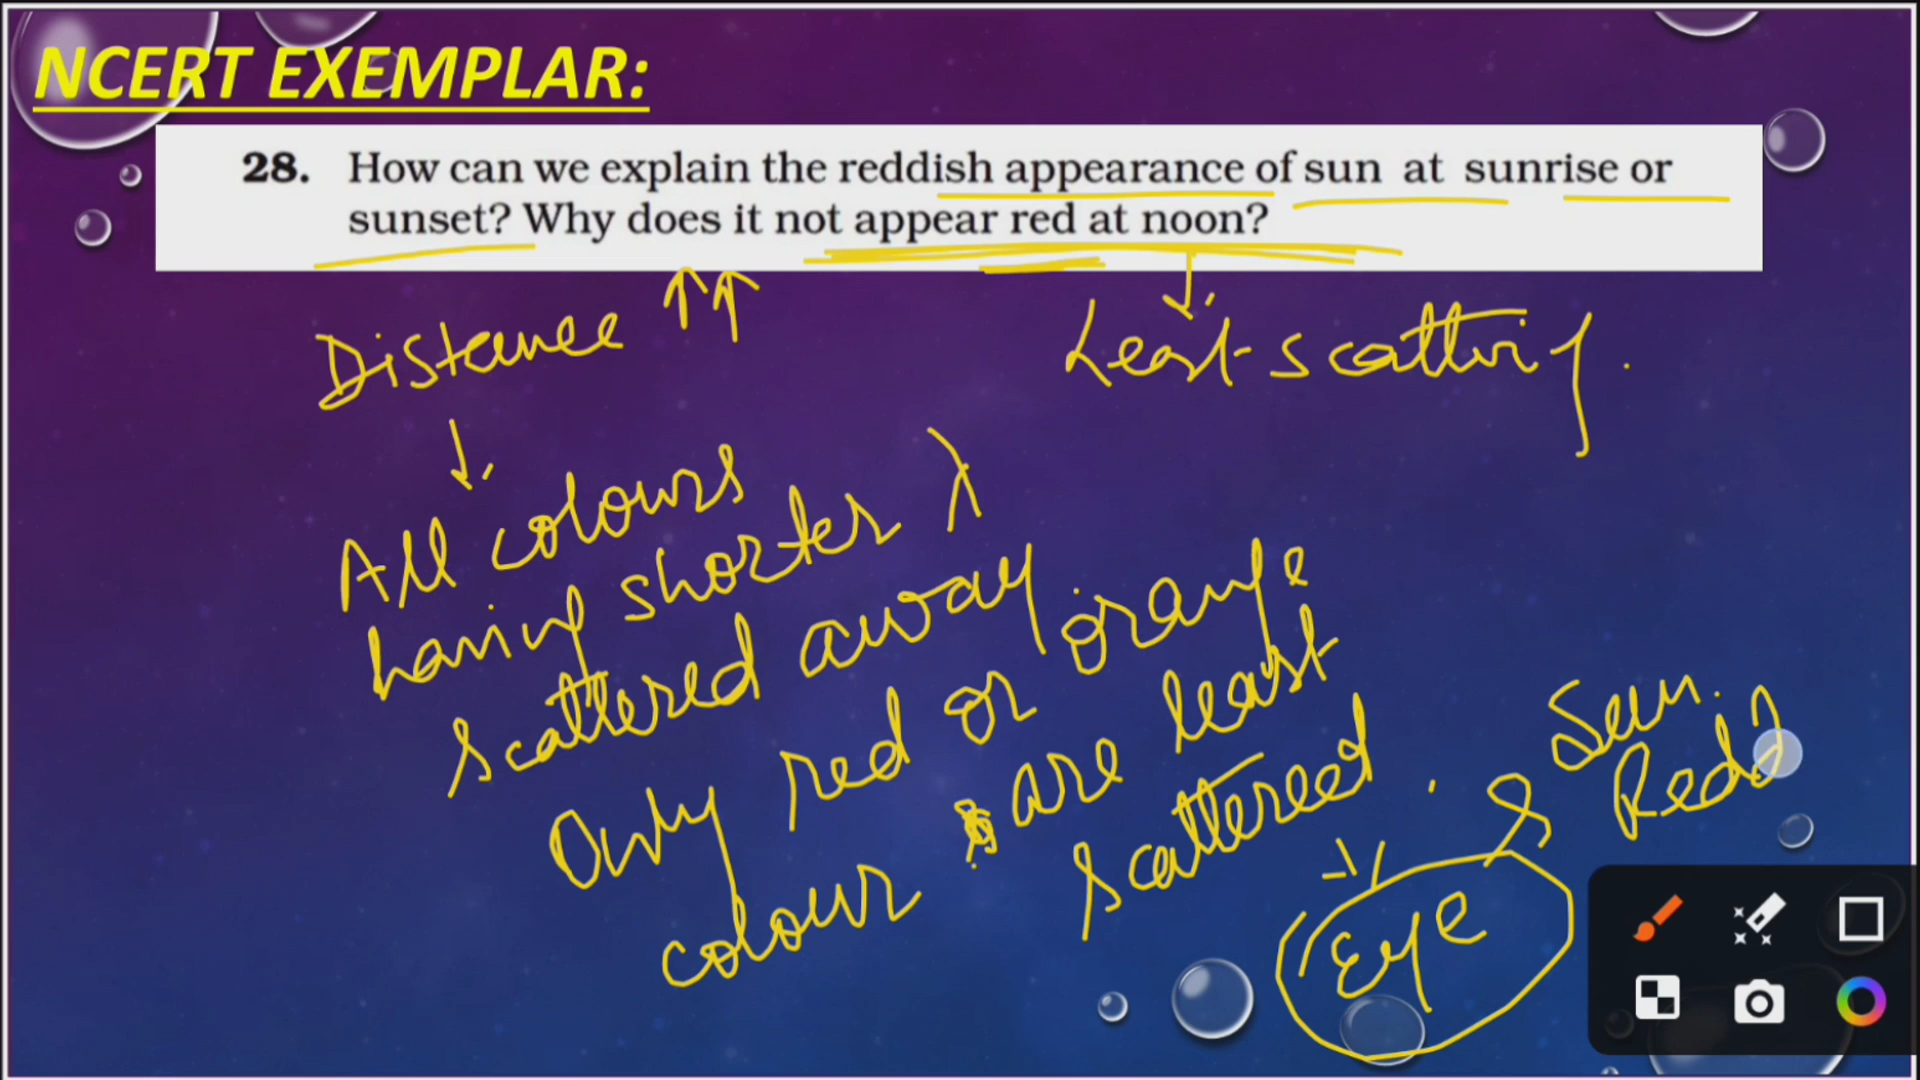 NCERT EXEMPLAR:
28. How can we explain the reddish appearance of sun at sunrise or
sunset? Why does it not appear red at noon?
Distance ↑↑
Least scattring.
↓
All colours
having shorter λ
scattered away
Only red or orange
colour are least
scattered.
Eye
&
Sun.
Red